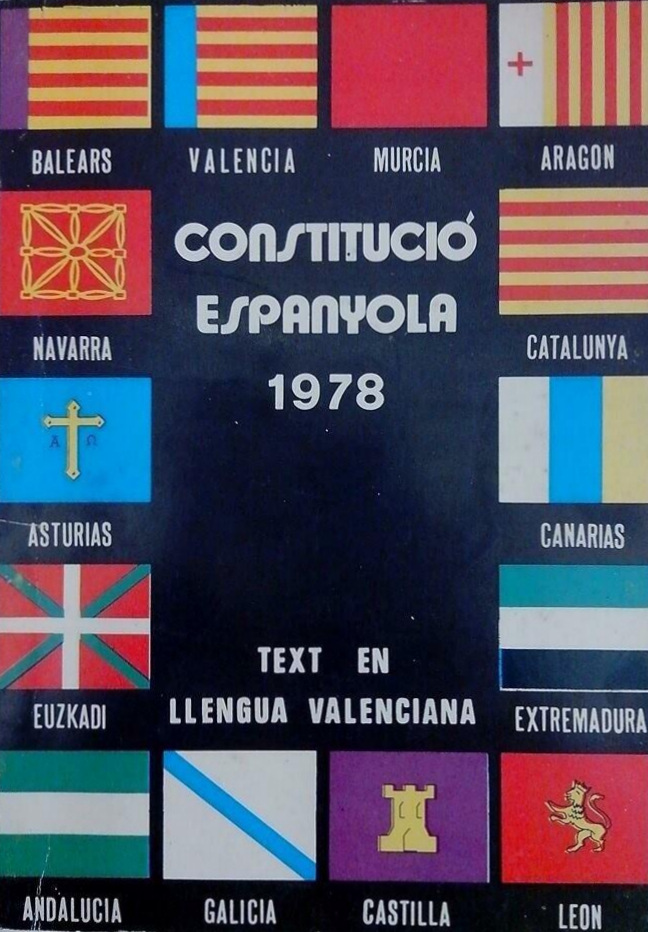 BALEARS
VALENCIA
MURCIA
ARAGON
CONSTITUCIÓ
ESPANYOLA
1978
NAVARRA
CATALUNYA
Α Ω
ASTURIAS
CANARIAS
TEXT EN
LLENGUA VALENCIANA
EUZKADI
EXTREMADURA
ANDALUCIA
GALICIA
CASTILLA
LEON